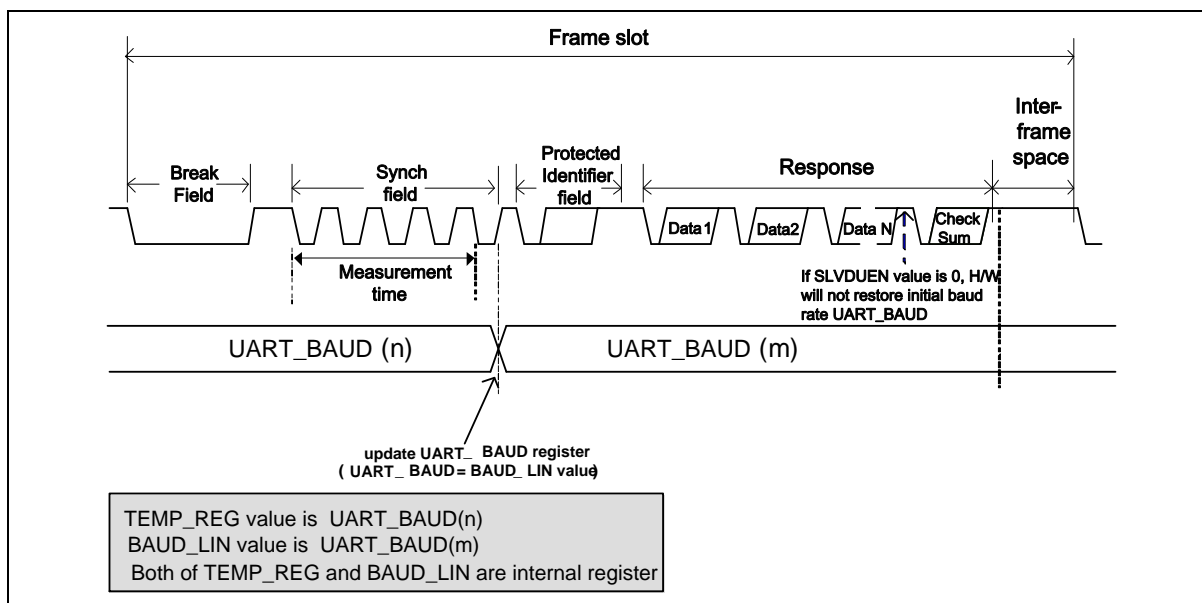 Frame slot
Inter-
frame
space
Break
Field
Synch
field
Protected
Identifier
field
Response
Data 1
Data2
Data N
Check
Sum
Measurement
time
If SLVDUEN value is 0, H/W
will not restore initial baud
rate UART_BAUD
UART_BAUD (n)
UART_BAUD (m)
update UART_ BAUD register
( UART_ BAUD = BAUD_ LIN value)
TEMP_REG value is UART_BAUD(n)
BAUD_LIN value is UART_BAUD(m)
Both of TEMP_REG and BAUD_LIN are internal register